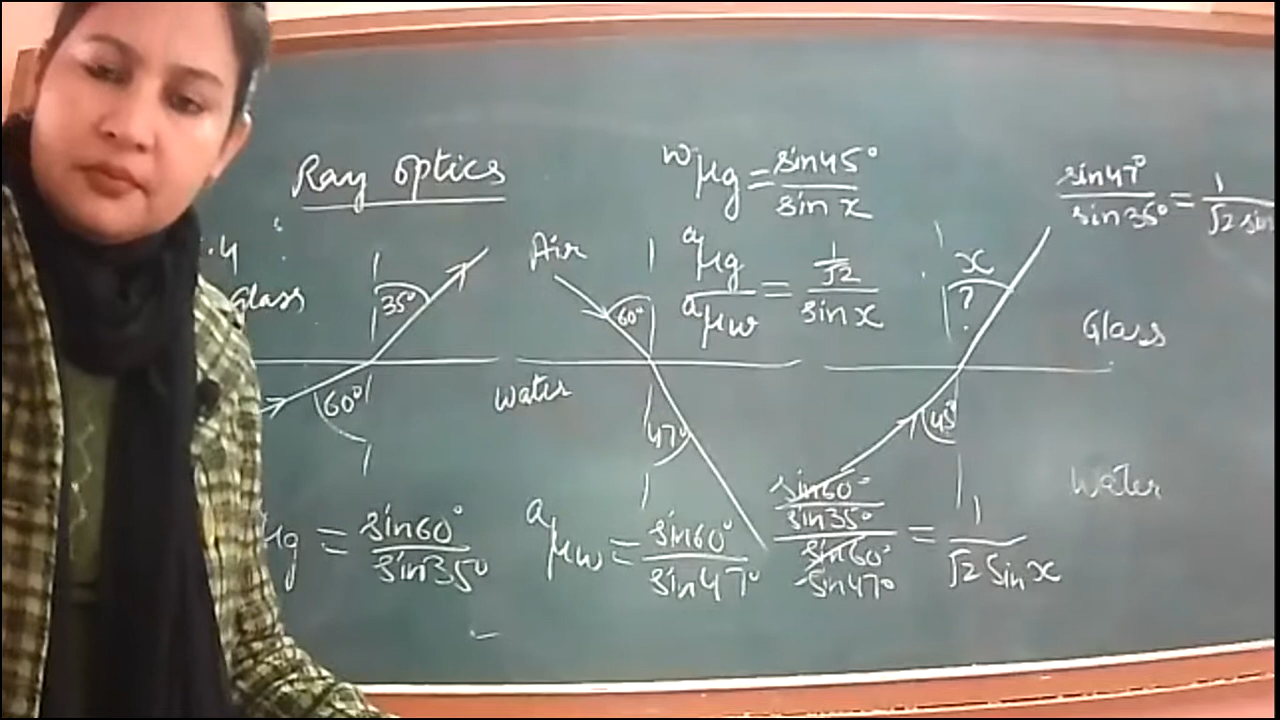 Ray optics
.4
Glass
35°
60°
μg = sin60° / sin35°
Air
60°
Water
47°
ᵃμw = sin60° / sin47°
ʷμg = sin45° / sin x
ᵃμg / ᵃμw = 1/√2 / sin x
sin60° / sin35° / sin60° / sin47° = 1 / √2 sin x
x
?
Glass
45°
Water
sin47° / sin35° = 1 / √2 sin